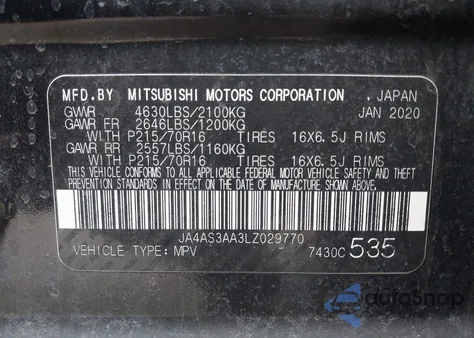 MFD.BY MITSUBISHI MOTORS CORPORATION , JAPAN
GVWR 4630LBS/2100KG JAN 2020
GAWR FR 2646LBS/1200KG
WITH P215/70R16 TIRES 16X6.5J RIMS
GAWR RR 2557LBS/1160KG
WITH P215/70R16 TIRES 16X6.5J RIMS
THIS VEHICLE CONFORMS TO ALL APPLICABLE FEDERAL MOTOR VEHICLE SAFETY AND THEFT
PREVENTION STANDARDS IN EFFECT ON THE DATE OF MANUFACTURE SHOWN ABOVE.
JA4AS3AA3LZ029770
VEHICLE TYPE: MPV 7430C 535
autoSnap